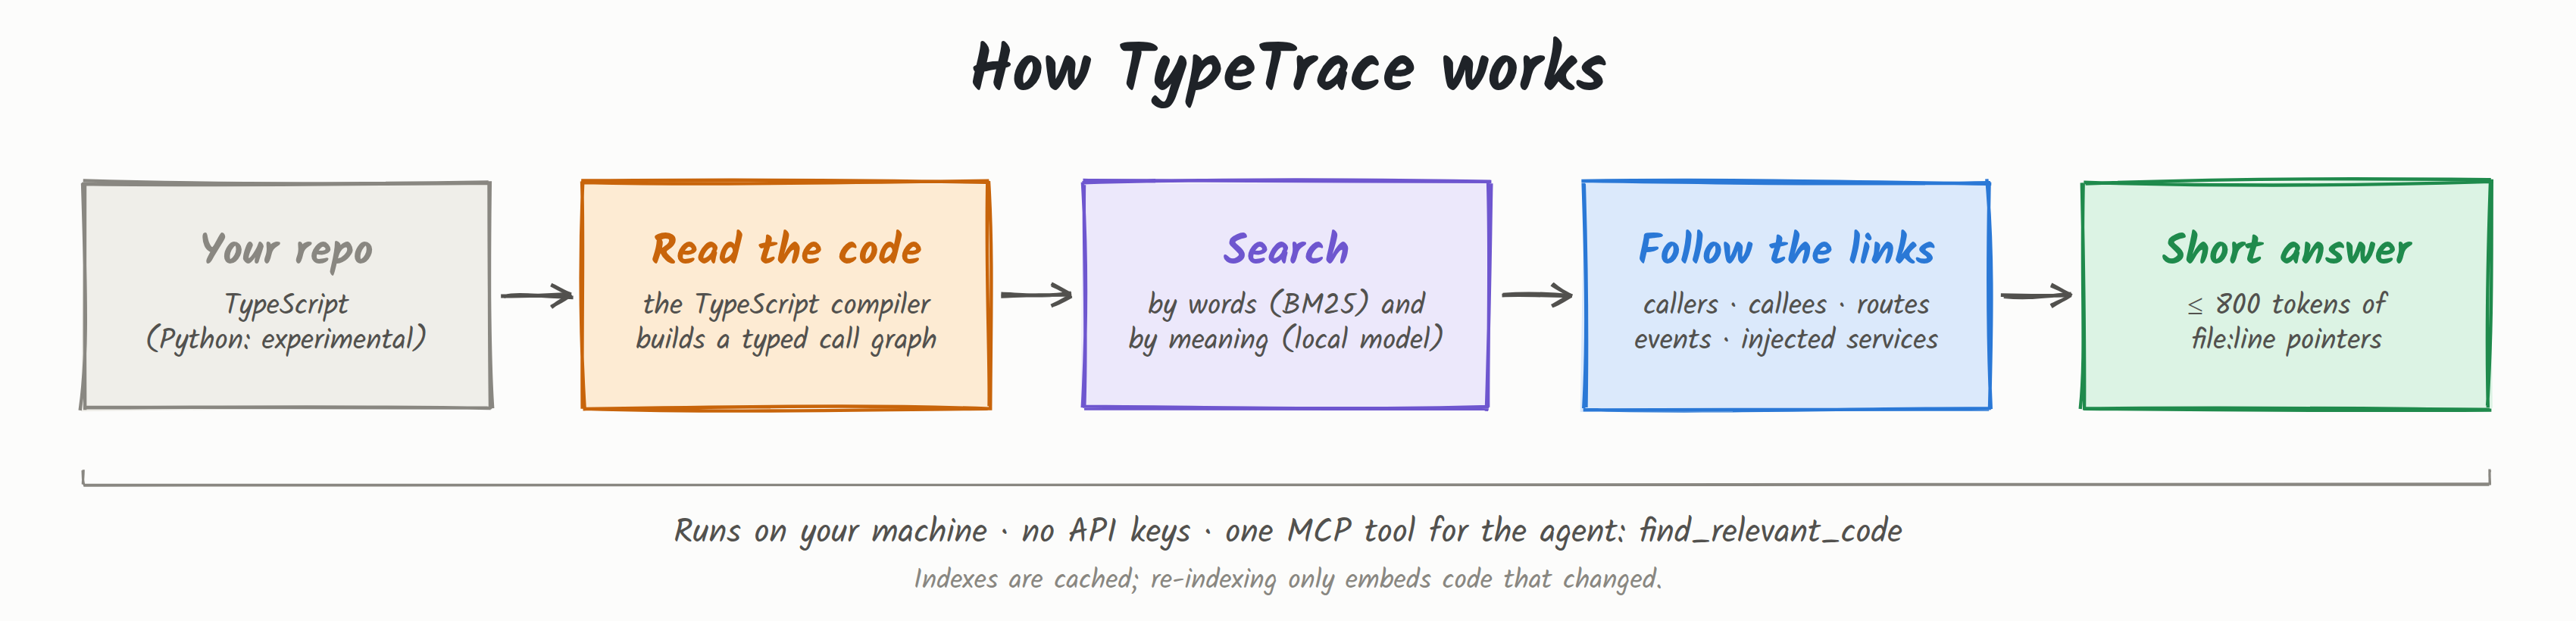 How TypeTrace works
Your repo
TypeScript
(Python: experimental)
Read the code
the TypeScript compiler
builds a typed call graph
Search
by words (BM25) and
by meaning (local model)
Follow the links
callers · callees · routes
events · injected services
Short answer
≤ 800 tokens of
file:line pointers
Runs on your machine · no API keys · one MCP tool for the agent: find_relevant_code
Indexes are cached; re-indexing only embeds code that changed.